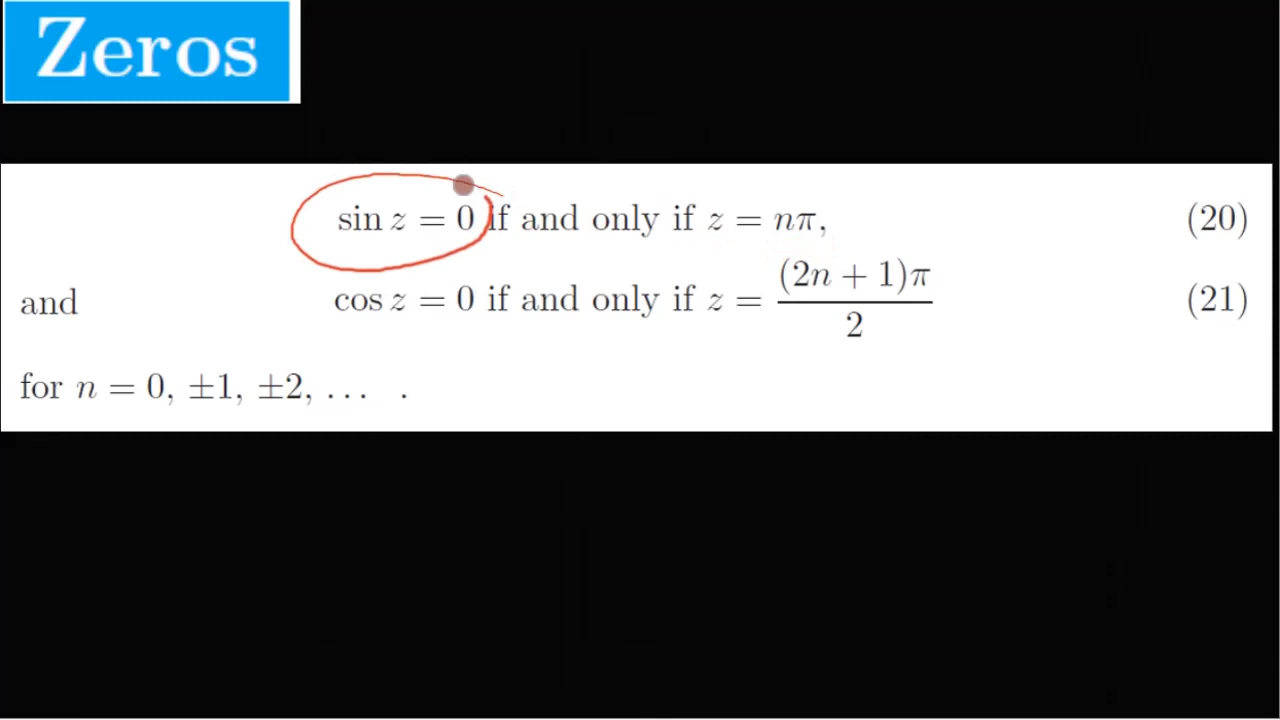 Zeros
sin z = 0 if and only if z = nπ, (20)
and cos z = 0 if and only if z = (2n + 1)π / 2 (21)
for n = 0, ±1, ±2, . . . .